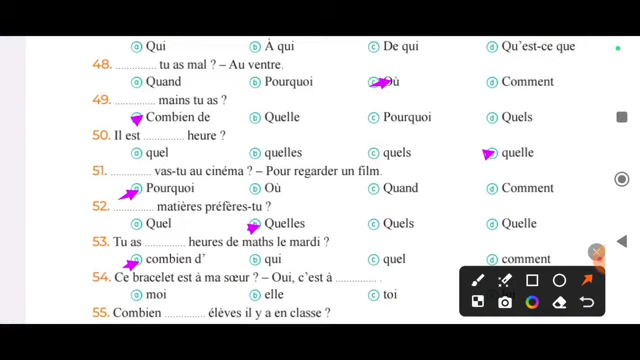 a Qui b À qui c De qui d Qu'est-ce que
48. ............... tu as mal ? – Au ventre.
a Quand b Pourquoi c Où d Comment
49. ............... mains tu as ?
Combien de b Quelle c Pourquoi d Quels
50. Il est ............... heure ?
a quel b quelles c quels quelle
51. ............... vas-tu au cinéma ? – Pour regarder un film.
a Pourquoi b Où c Quand d Comment
52. ............... matières préfères-tu ?
a Quel b Quelles c Quels d Quelle
53. Tu as ............... heures de maths le mardi ?
a combien d' b qui c quel d comment
54. Ce bracelet est à ma sœur ? – Oui, c'est à ............... .
a moi b elle c toi
55. Combien ............... élèves il y a en classe ?